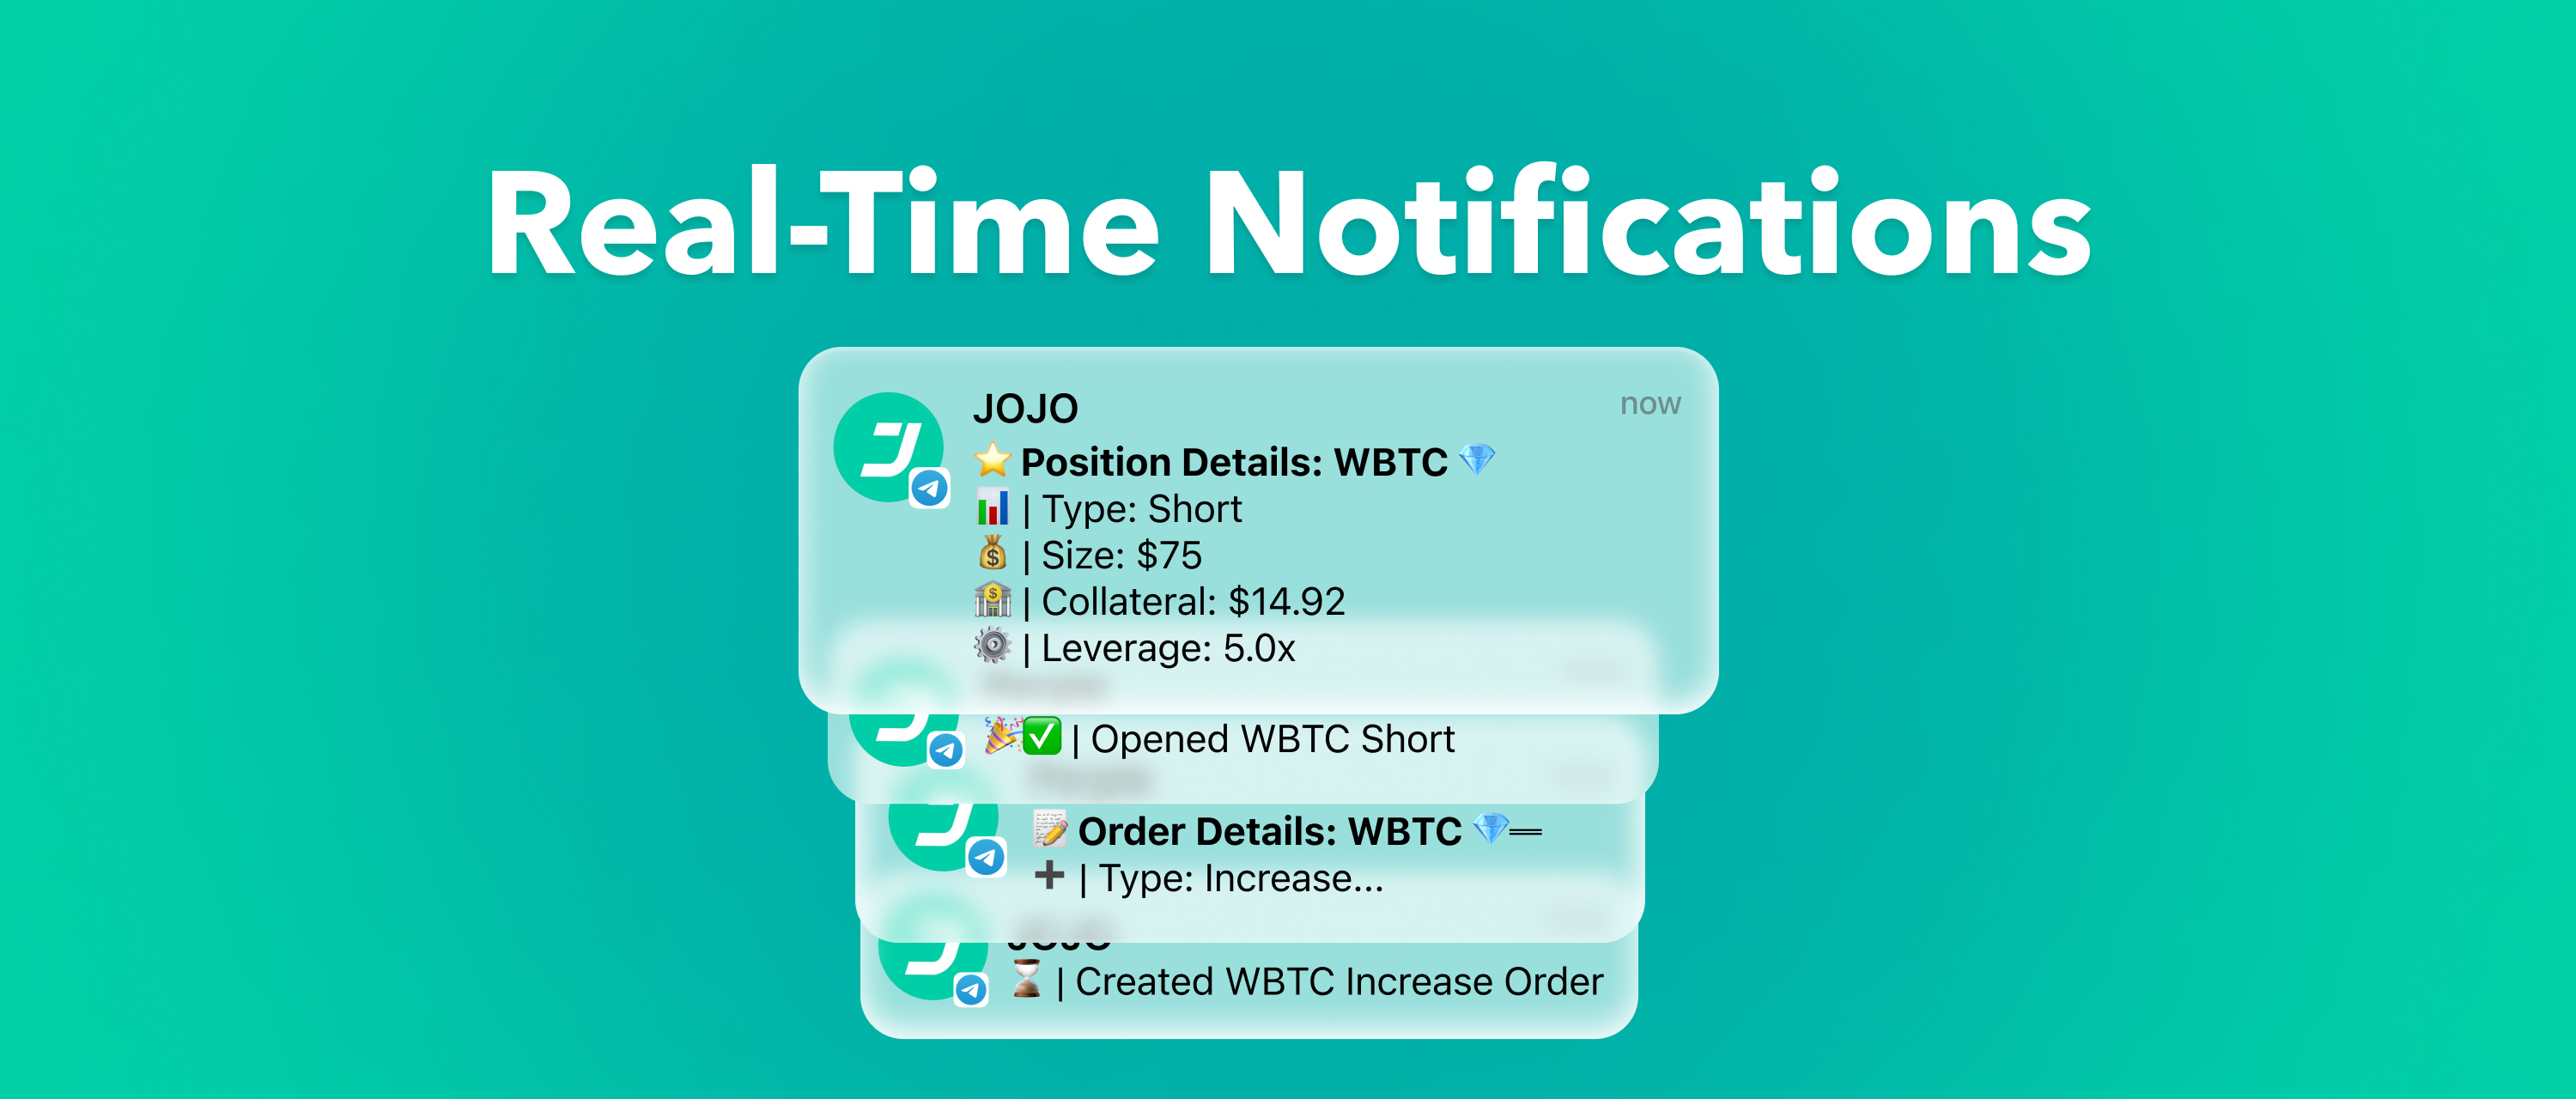 Real-Time Notifications
JOJO
now
⭐ Position Details: WBTC 💎
📊 | Type: Short
💰 | Size: $75
🏦 | Collateral: $14.92
⚙️ | Leverage: 5.0x
🎉✅ | Opened WBTC Short
📝 Order Details: WBTC 💎═
➕ | Type: Increase...
JOJO
⏳ | Created WBTC Increase Order